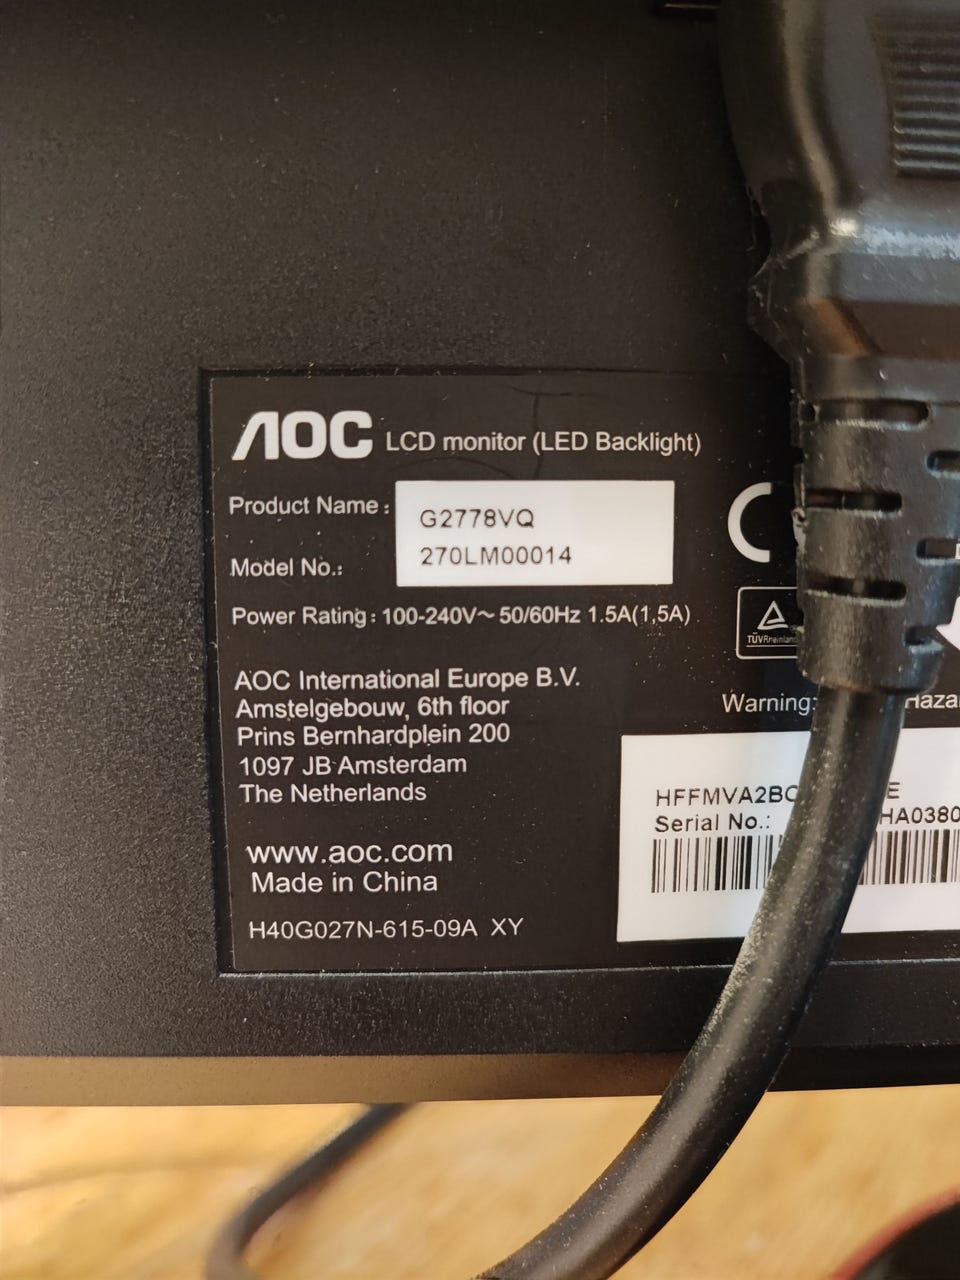 AOC LCD monitor (LED Backlight)
Product Name : G2778VQ
Model No.: 270LM00014
Power Rating : 100-240V~ 50/60Hz 1.5A(1,5A)
CE
TÜVRheinland
AOC International Europe B.V.
Amstelgebouw, 6th floor
Prins Bernhardplein 200
1097 JB Amsterdam
The Netherlands
www.aoc.com
Made in China
H40G027N-615-09A XY
Warning:
Serial No.: